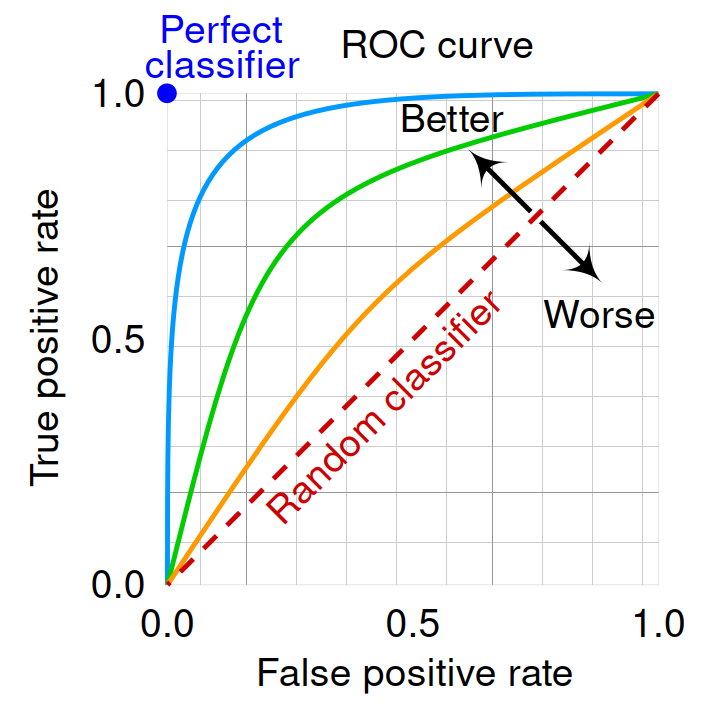 Perfect
classifier
ROC curve
1.0
Better
True positive rate
0.5
Worse
Random classifier
0.0
0.0
0.5
1.0
False positive rate